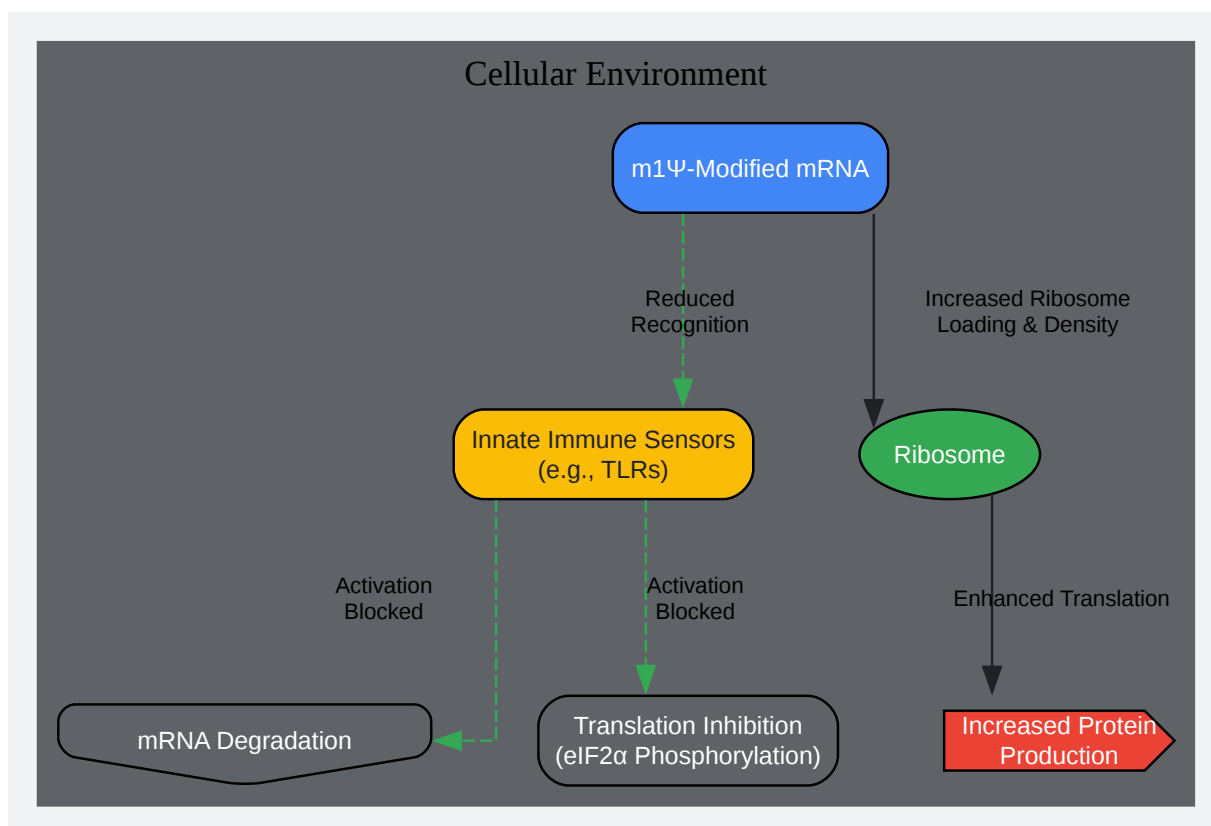 Cellular Environment
m1Ψ-Modified mRNA
Reduced
Recognition
Increased Ribosome
Loading & Density
Innate Immune Sensors
(e.g., TLRs)
Ribosome
Activation
Blocked
Activation
Blocked
Enhanced Translation
mRNA Degradation
Translation Inhibition
(eIF2α Phosphorylation)
Increased Protein
Production